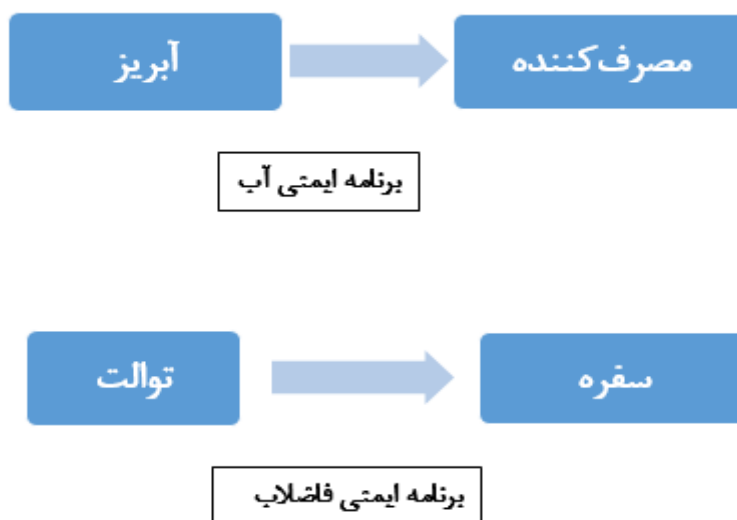 آبریز
مصرف‌کننده
برنامه ایمنی آب
توالت
سفره
برنامه ایمنی فاضلاب